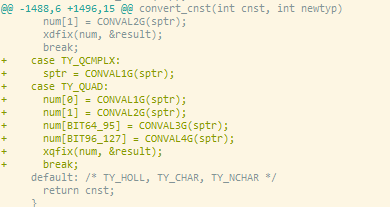 @@ -1488,6 +1496,15 @@ convert_cnst(int cnst, int newtyp)
       num[1] = CONVAL2G(sptr);
       xdfix(num, &result);
       break;
+    case TY_QCMPLX:
+      sptr = CONVAL1G(sptr);
+    case TY_QUAD:
+      num[0] = CONVAL1G(sptr);
+      num[1] = CONVAL2G(sptr);
+      num[BIT64_95] = CONVAL3G(sptr);
+      num[BIT96_127] = CONVAL4G(sptr);
+      xqfix(num, &result);
+      break;
     default: /* TY_HOLL, TY_CHAR, TY_NCHAR */
       return cnst;
     }